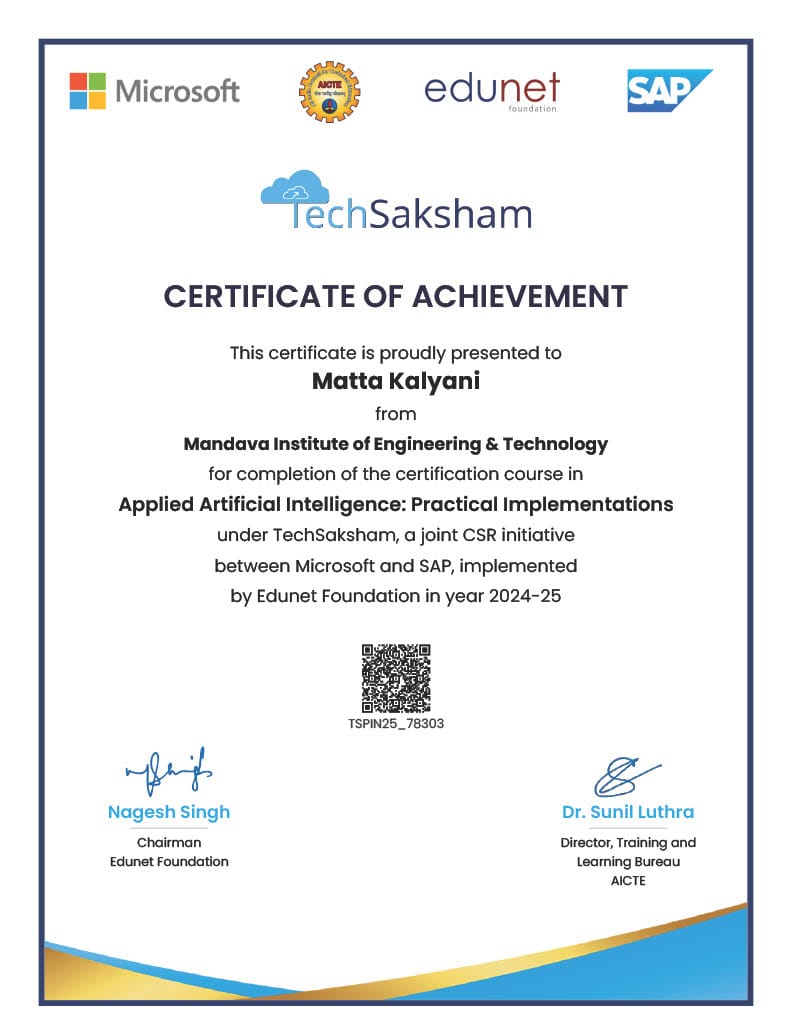 Microsoft
AICTE
edunet
foundation
SAP
TechSaksham
CERTIFICATE OF ACHIEVEMENT
This certificate is proudly presented to
Matta Kalyani
from
Mandava Institute of Engineering & Technology
for completion of the certification course in
Applied Artificial Intelligence: Practical Implementations
under TechSaksham, a joint CSR initiative
between Microsoft and SAP, implemented
by Edunet Foundation in year 2024-25
TSPIN25_78303
Nagesh Singh
Chairman
Edunet Foundation
Dr. Sunil Luthra
Director, Training and
Learning Bureau
AICTE